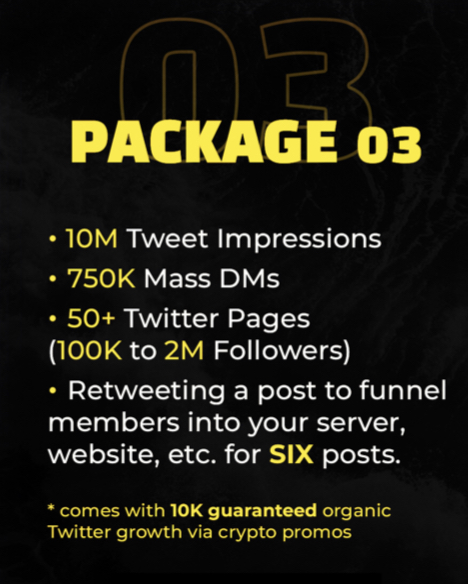 03
PACKAGE 03
• 10M Tweet Impressions
• 750K Mass DMs
• 50+ Twitter Pages
(100K to 2M Followers)
• Retweeting a post to funnel
members into your server,
website, etc. for SIX posts.
* comes with 10K guaranteed organic
Twitter growth via crypto promos